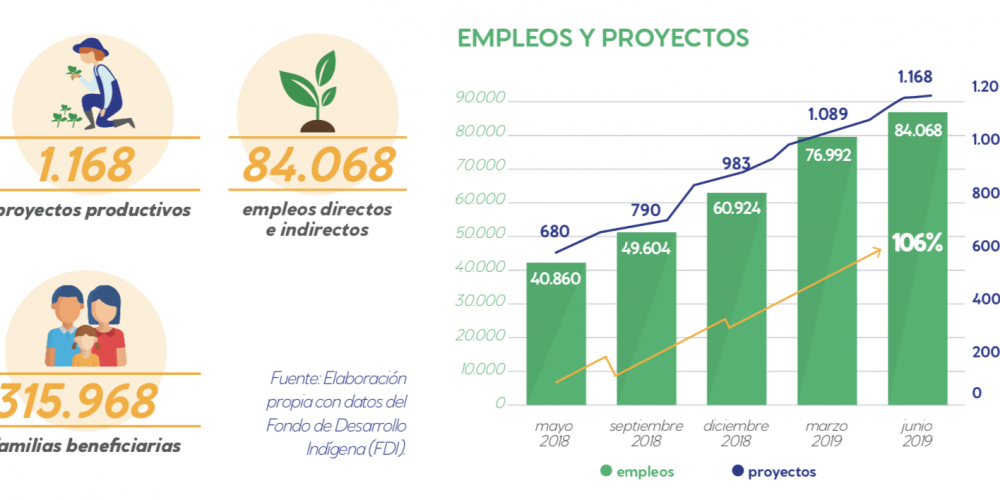 1.168
proyectos productivos
84.068
empleos directos
e indirectos
315.968
familias beneficiarias
Fuente: Elaboración
propia con datos del
Fondo de Desarrollo
Indígena (FDI).
EMPLEOS Y PROYECTOS
90.000
80.000
70.000
60.000
50.000
40.000
30.000
20.000
10.000
0
680
790
983
1.089
1.168
40.860
49.604
60.924
76.992
84.068
106%
1.20
1.000
800
600
400
200
0
mayo
2018
septiembre
2018
diciembre
2018
marzo
2019
junio
2019
empleos
proyectos